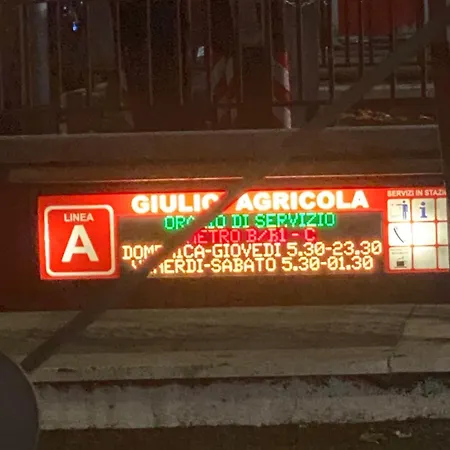 GIULIO AGRICOLA
SERVIZI IN STAZI
LINEA
A
ORARIO DI SERVIZIO
METRO B/B1 - C
DOMENICA-GIOVEDI 5.30-23.30
VENERDI-SABATO 5.30-01.30